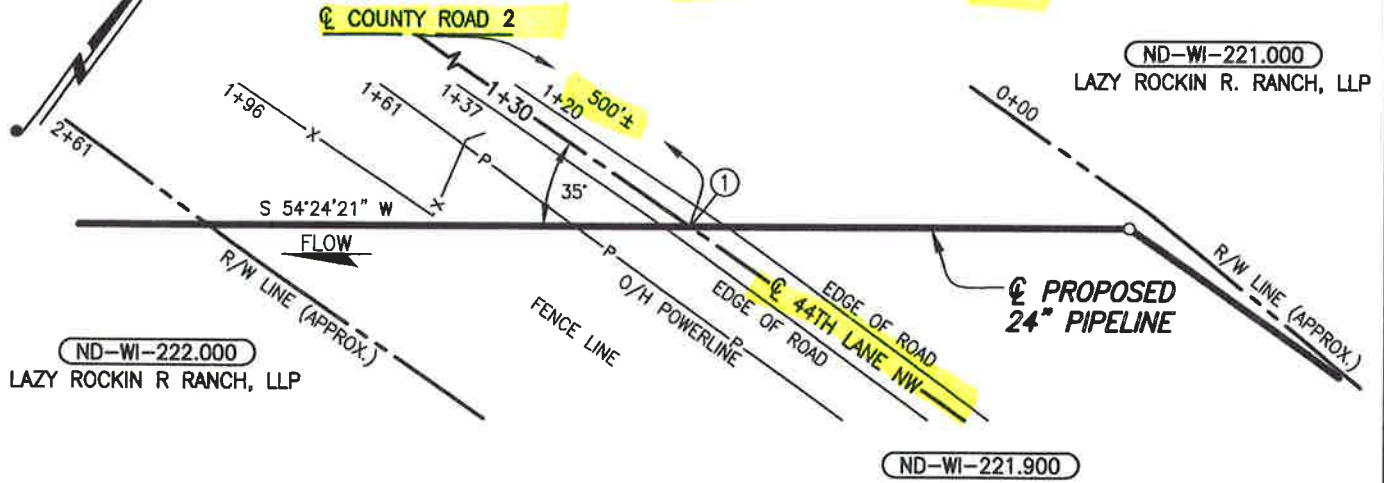 ℄ COUNTY ROAD 2
ND-WI-221.000
LAZY ROCKIN R. RANCH, LLP
2+61
1+96
1+61
1+37
1+30
1+20
500'±
0+00
X
X
P
P
P
35°
1
S 54°24'21" W
FLOW
R/W LINE (APPROX.)
FENCE LINE
O/H POWERLINE
EDGE OF ROAD
℄ 44TH LANE NW
EDGE OF ROAD
℄ PROPOSED
24" PIPELINE
R/W LINE (APPROX.)
ND-WI-222.000
LAZY ROCKIN R RANCH, LLP
ND-WI-221.900